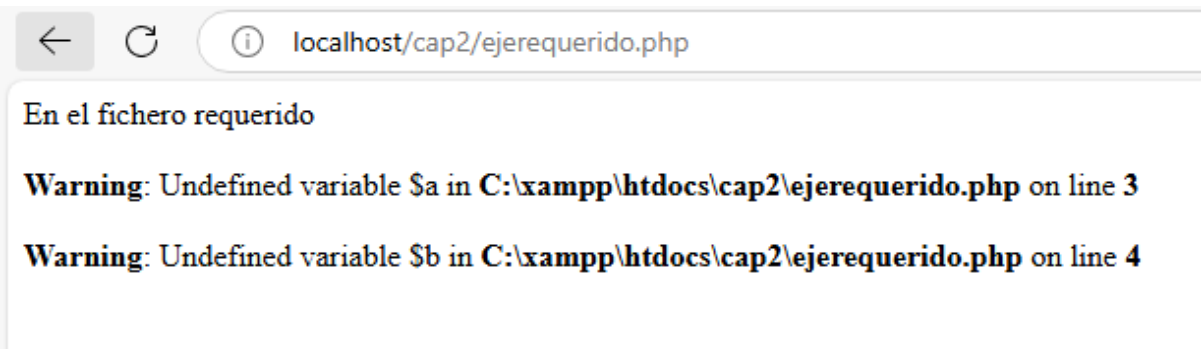 localhost/cap2/ejerequerido.php
En el fichero requerido
Warning: Undefined variable $a in C:\xampp\htdocs\cap2\ejerequerido.php on line 3
Warning: Undefined variable $b in C:\xampp\htdocs\cap2\ejerequerido.php on line 4